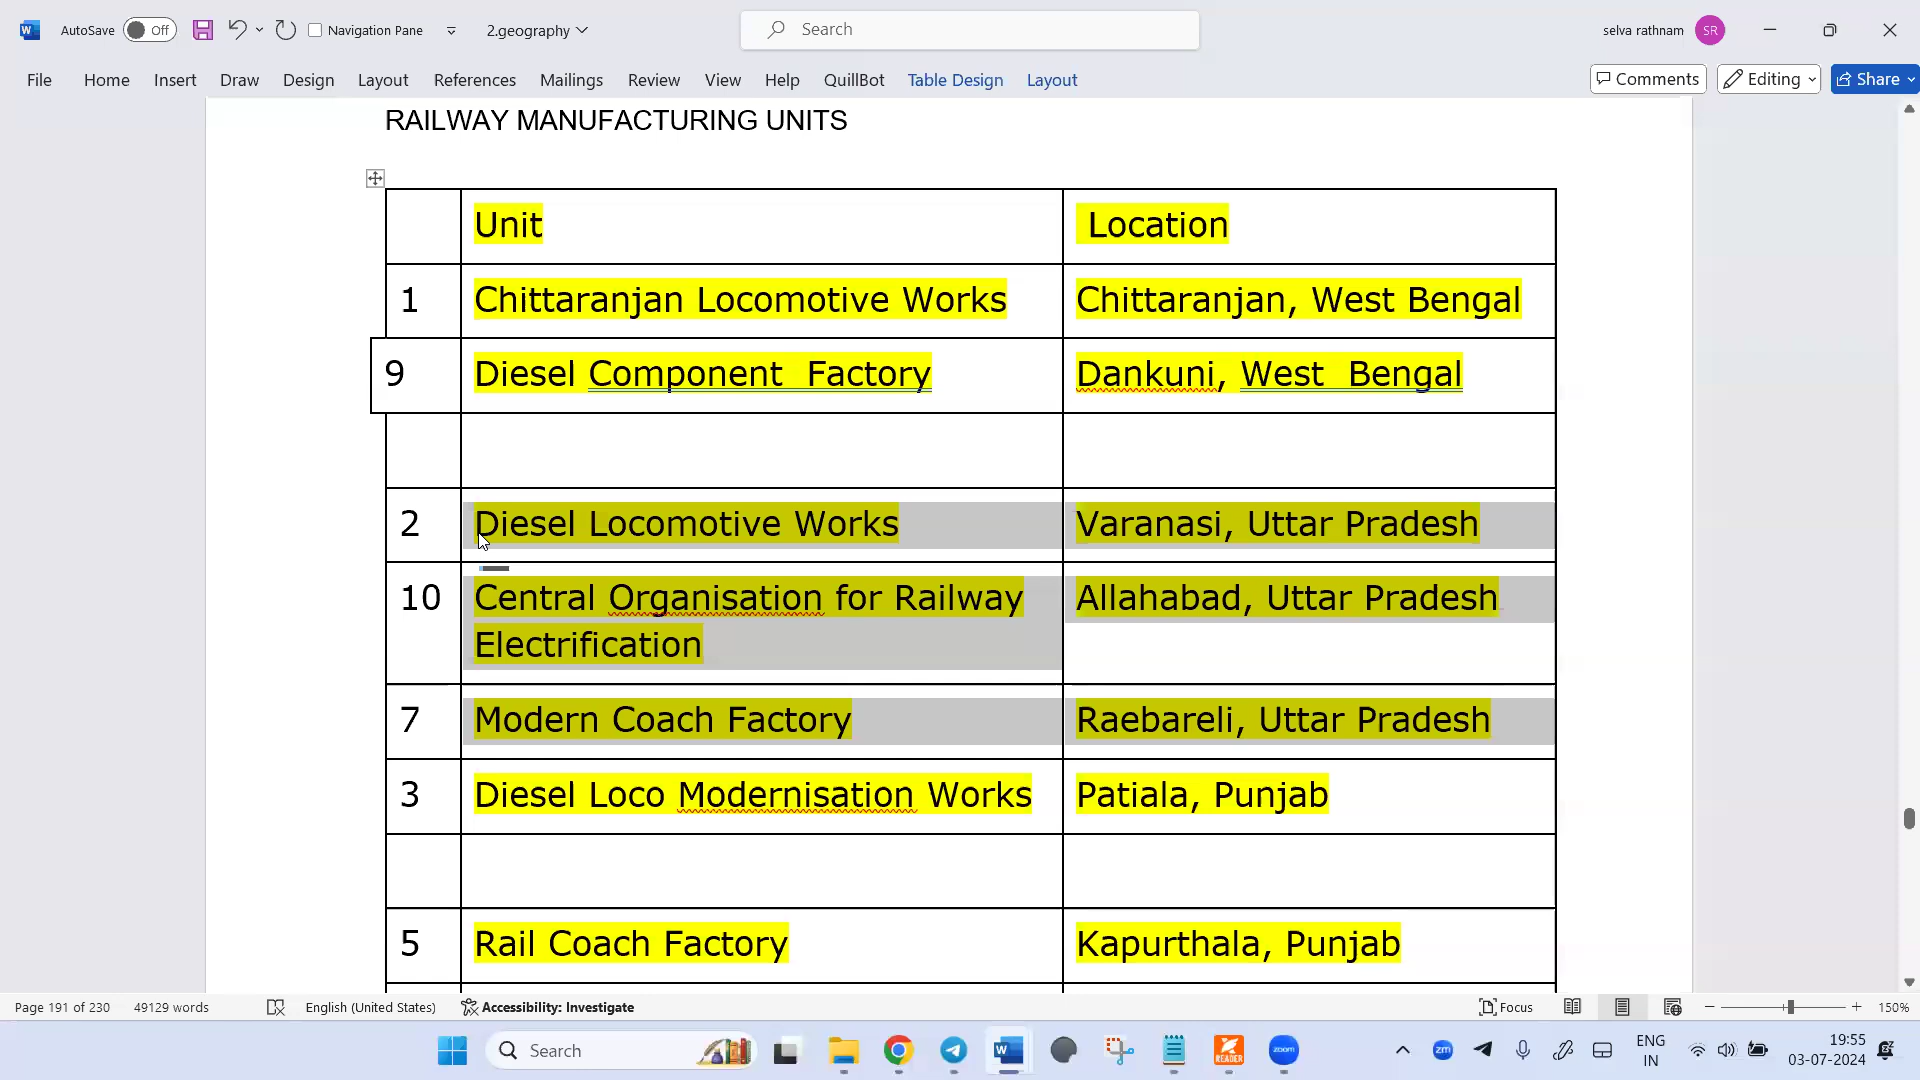 AutoSave Off Navigation Pane 2.geography Search selva rathnam SR
File Home Insert Draw Design Layout References Mailings Review View Help QuillBot Table Design Layout Comments Editing Share
RAILWAY MANUFACTURING UNITS
Unit Location
1 Chittaranjan Locomotive Works Chittaranjan, West Bengal
9 Diesel Component Factory Dankuni, West Bengal
2 Diesel Locomotive Works Varanasi, Uttar Pradesh
10 Central Organisation for Railway Allahabad, Uttar Pradesh
Electrification
7 Modern Coach Factory Raebareli, Uttar Pradesh
3 Diesel Loco Modernisation Works Patiala, Punjab
5 Rail Coach Factory Kapurthala, Punjab
Page 191 of 230 49129 words English (United States) Accessibility: Investigate Focus 150%
Search W READER zoom zm ENG 19:55
IN 03-07-2024